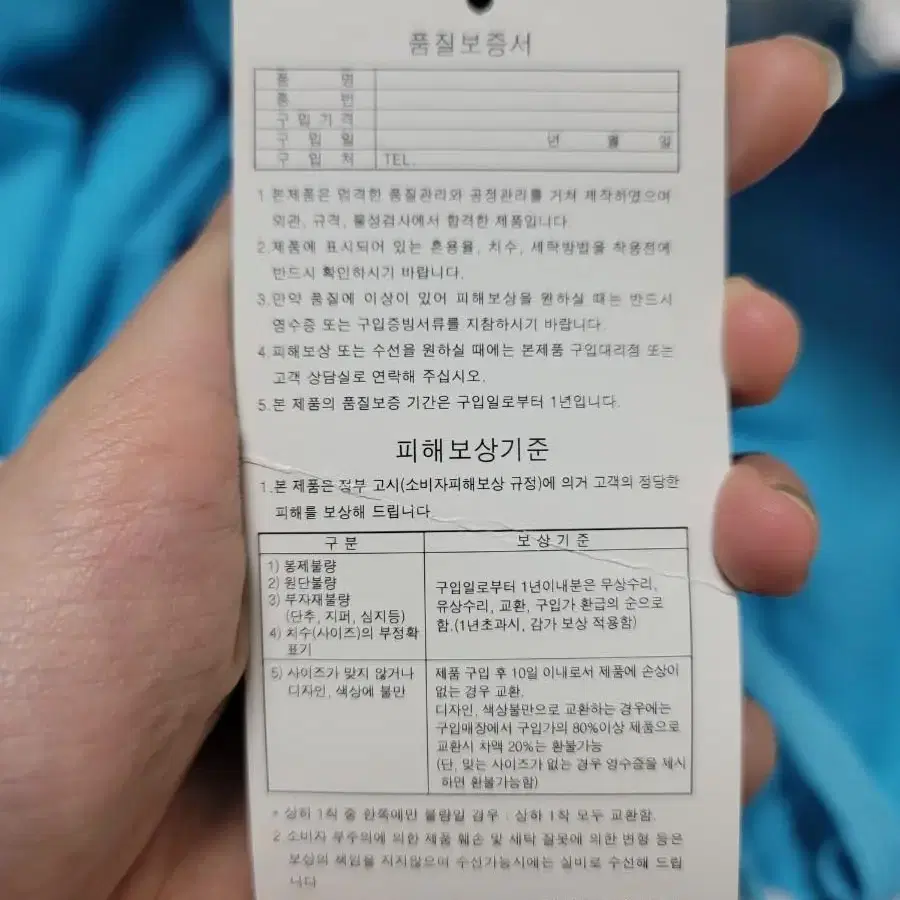 품질보증서
품 명
품 번
구입가격
구 입 일 년 월 일
구 입 처 TEL.
1.본제품은 엄격한 품질관리와 공정관리를 거쳐 제작하였으며
외관, 규격, 물성검사에서 합격한 제품입니다.
2.제품에 표시되어 있는 혼용율, 치수, 세탁방법을 착용전에
반드시 확인하시기 바랍니다.
3.만약 품질에 이상이 있어 피해보상을 원하실 때는 반드시
영수증 또는 구입증빙서류를 지참하시기 바랍니다.
4.피해보상 또는 수선을 원하실 때에는 본제품 구입대리점 또는
고객 상담실로 연락해 주십시오.
5.본 제품의 품질보증 기간은 구입일로부터 1년입니다.
피해보상기준
1.본 제품은 정부 고시(소비자피해보상 규정)에 의거 고객의 정당한
피해를 보상해 드립니다.
구 분 보 상 기 준
1) 봉제불량
2) 원단불량
3) 부자재불량
(단추, 지퍼, 심지등)
4) 치수(사이즈)의 부정확
표기
구입일로부터 1년이내분은 무상수리,
유상수리, 교환, 구입가 환급의 순으로
함.(1년초과시, 감가 보상 적용함)
5) 사이즈가 맞지 않거나
디자인, 색상에 불만
제품 구입 후 10일 이내로서 제품에 손상이
없는 경우 교환.
디자인, 색상불만으로 교환하는 경우에는
구입매장에서 구입가의 80%이상 제품으로
교환시 차액 20%는 환불가능
(단, 맞는 사이즈가 없는 경우 영수증을 제시
하면 환불가능함)
* 상하 1착 중 한쪽에만 불량일 경우 : 상하 1착 모두 교환함.
2 소비자 부주의에 의한 제품 훼손 및 세탁 잘못에 의한 변형 등은
보상의 책임을 지지않으며 수선가능시에는 실비로 수선해 드립
니다